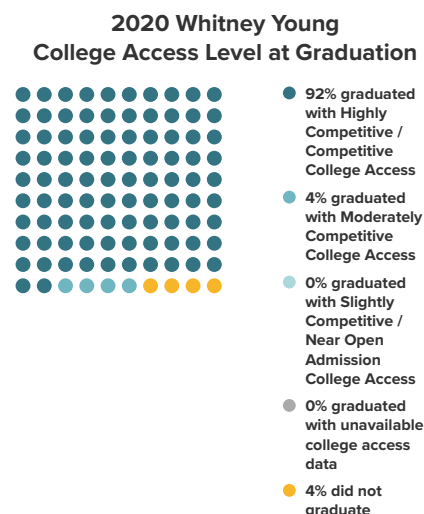 2020 Whitney Young
College Access Level at Graduation
92% graduated
with Highly
Competitive /
Competitive
College Access
4% graduated
with Moderately
Competitive
College Access
0% graduated
with Slightly
Competitive /
Near Open
Admission
College Access
0% graduated
with unavailable
college access
data
4% did not
graduate